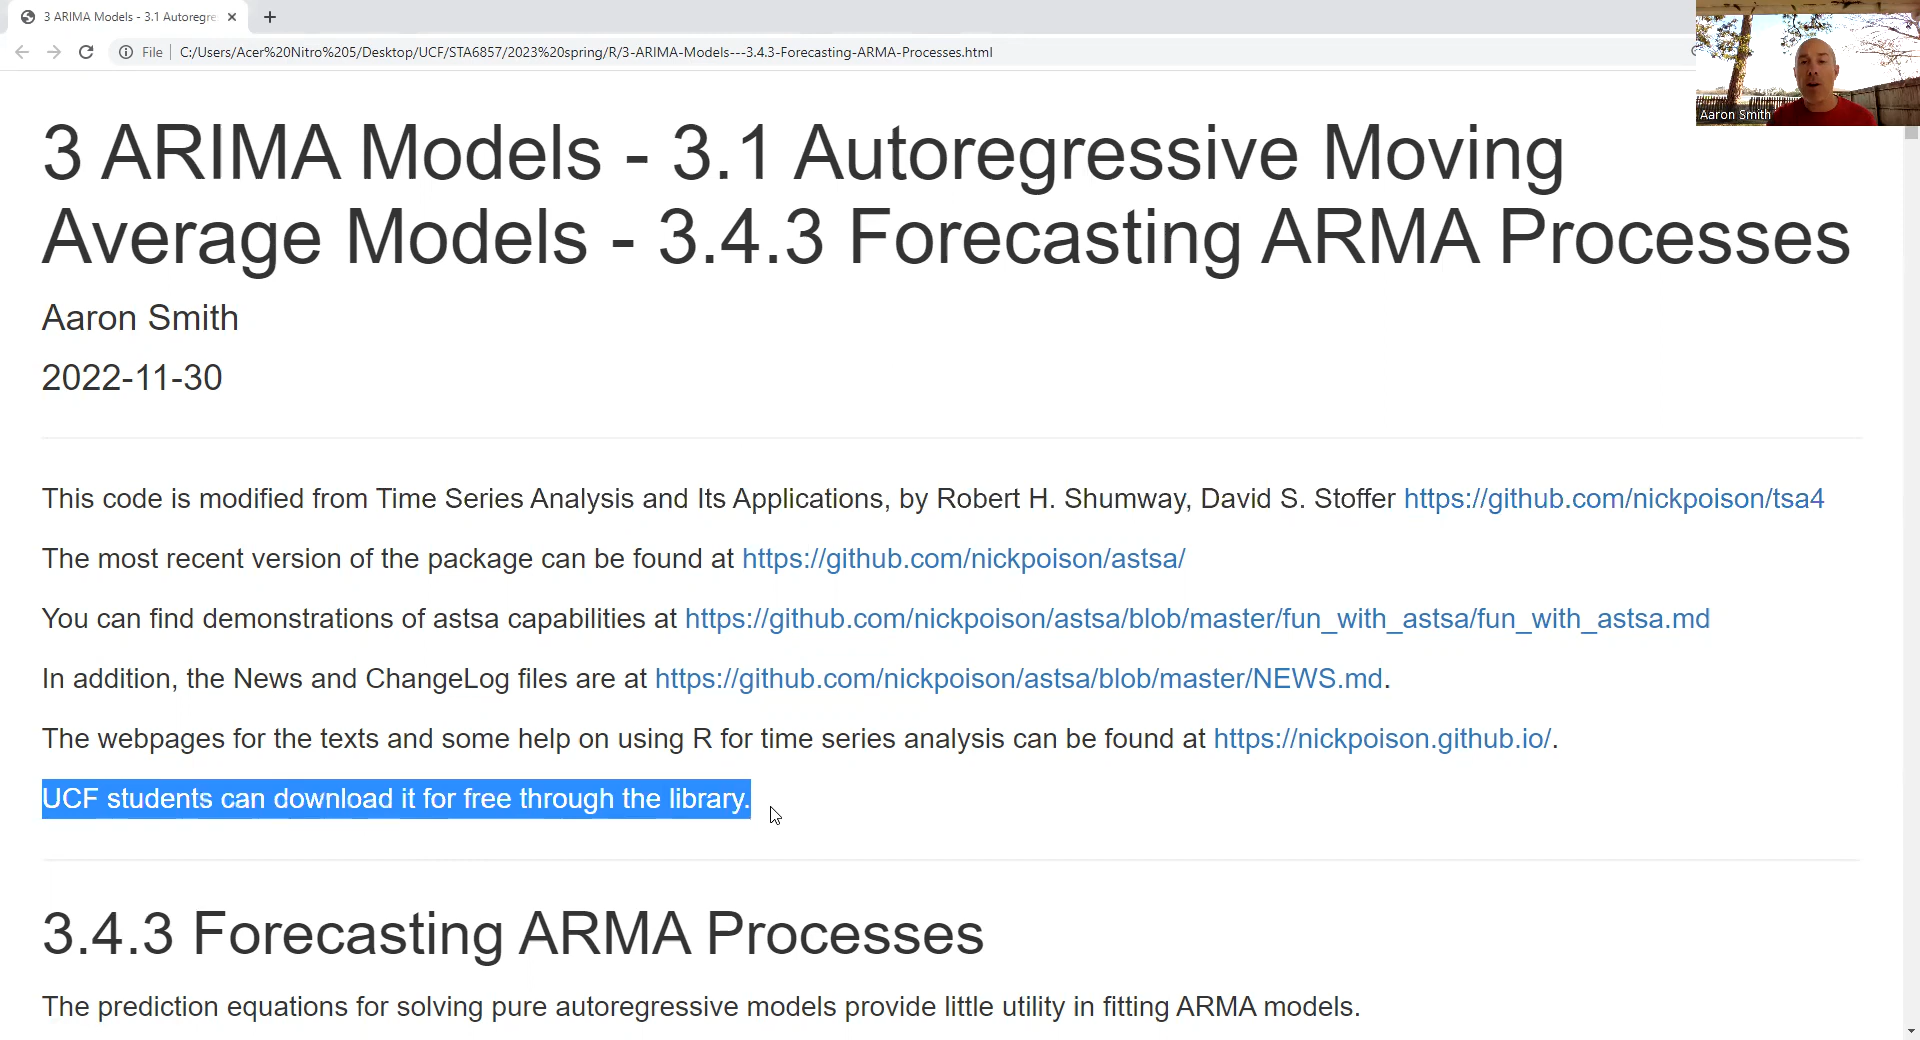 3 ARIMA Models - 3.1 Autoregre
File
C:/Users/Acer%20Nitro%205/Desktop/UCF/STA6857/2023%20spring/R/3-ARIMA-Models---3.4.3-Forecasting-ARMA-Processes.html
Aaron Smith
3 ARIMA Models - 3.1 Autoregressive Moving
Average Models - 3.4.3 Forecasting ARMA Processes
Aaron Smith
2022-11-30
This code is modified from Time Series Analysis and Its Applications, by Robert H. Shumway, David S. Stoffer https://github.com/nickpoison/tsa4
The most recent version of the package can be found at https://github.com/nickpoison/astsa/
You can find demonstrations of astsa capabilities at https://github.com/nickpoison/astsa/blob/master/fun_with_astsa/fun_with_astsa.md
In addition, the News and ChangeLog files are at https://github.com/nickpoison/astsa/blob/master/NEWS.md.
The webpages for the texts and some help on using R for time series analysis can be found at https://nickpoison.github.io/.
UCF students can download it for free through the library.
3.4.3 Forecasting ARMA Processes
The prediction equations for solving pure autoregressive models provide little utility in fitting ARMA models.